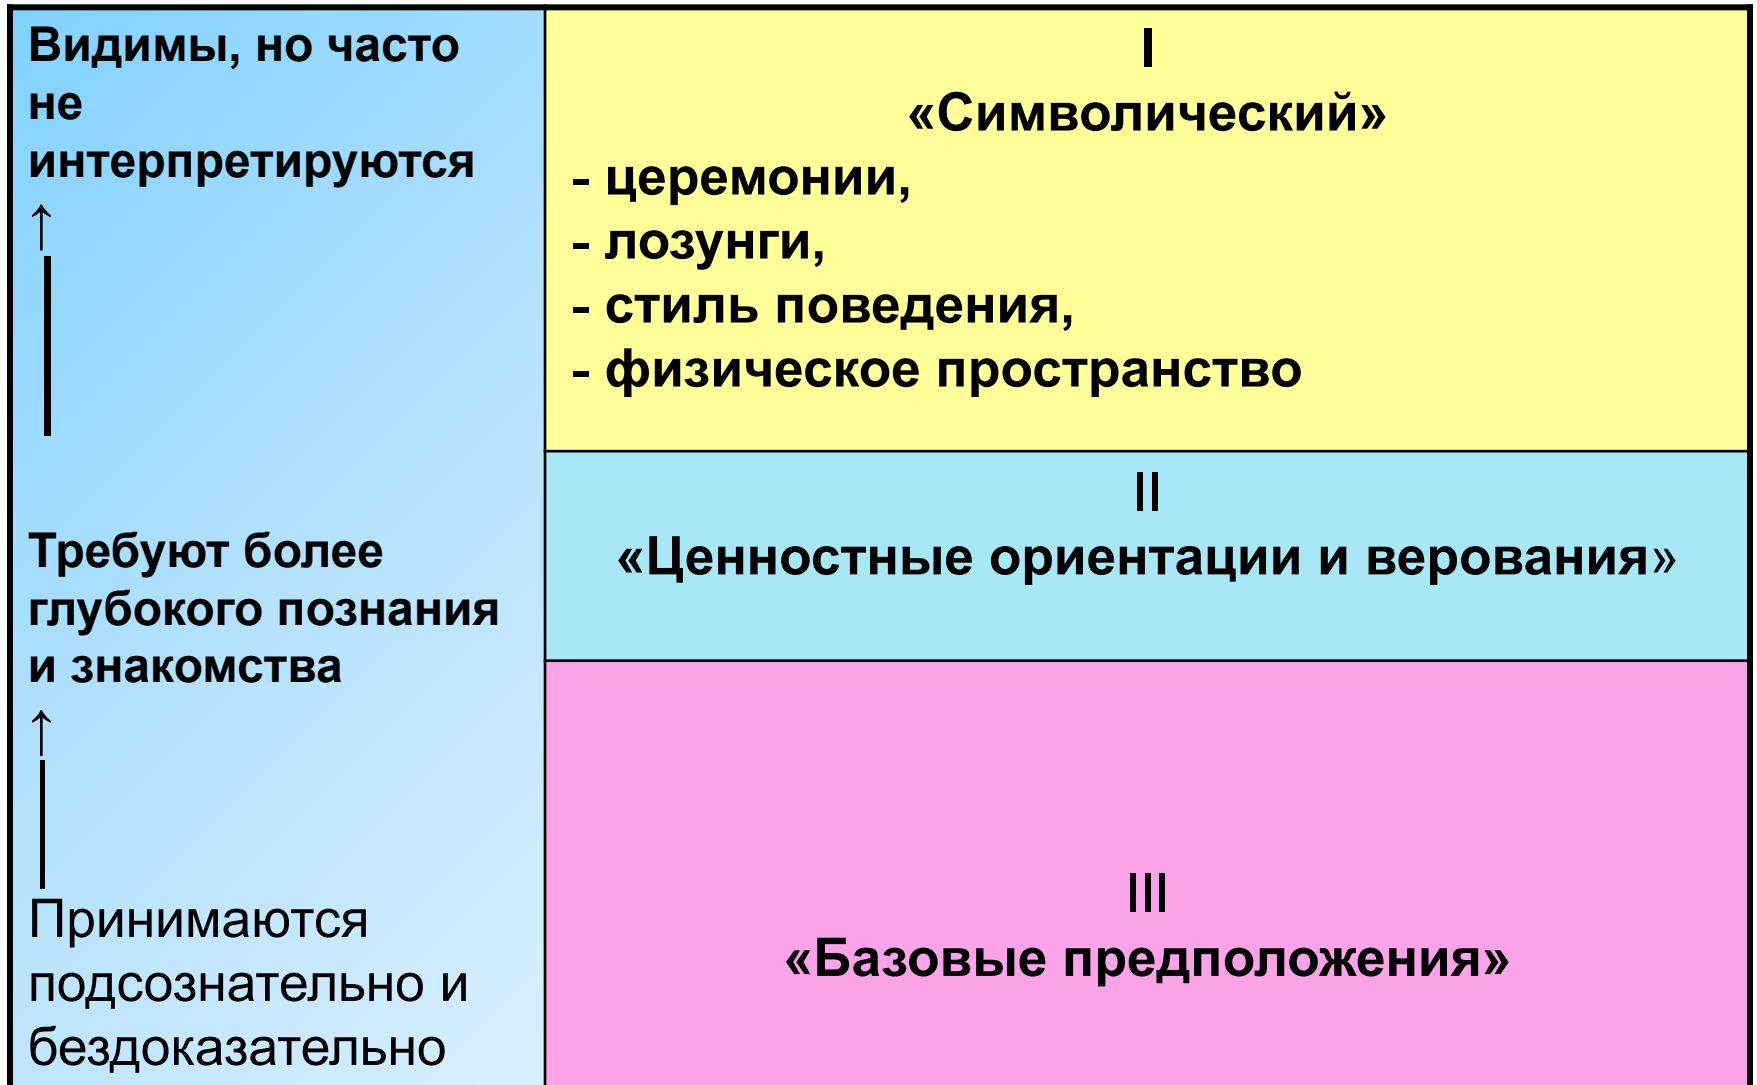 Видимы, но часто
не
интерпретируются
↑
Требуют более
глубокого познания
и знакомства
↑
Принимаются
подсознательно и
бездоказательно
I
«Символический»
- церемонии,
- лозунги,
- стиль поведения,
- физическое пространство
II
«Ценностные ориентации и верования»
III
«Базовые предположения»